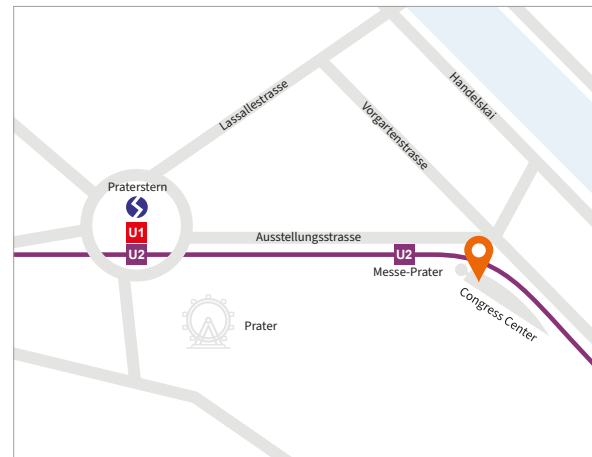 Lassallestrasse
Handelskai
Vorgartenstrasse
Praterstern
U1
U2
Ausstellungsstrasse
U2
Messe-Prater
Congress Center
Prater